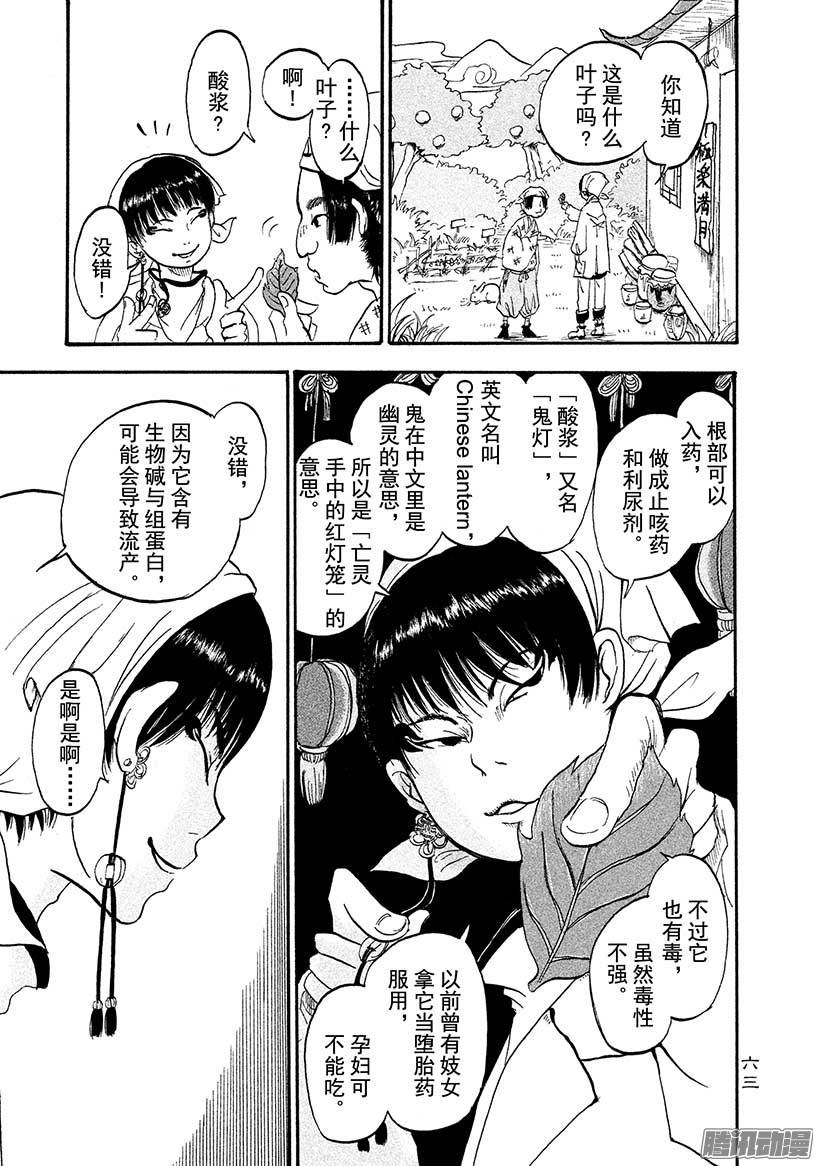 你知道
这是什么
叶子吗？
极楽満月
……什么
叶子？
啊！
酸浆？
没错！
根部可以
入药，
做成止咳药
和利尿剂。
「酸浆」又名
「鬼灯」，
英文名叫
Chinese lantern，
鬼在中文里是
幽灵的意思，
所以是「亡灵
手中的红灯笼」的
意思。
不过它
也有毒，
虽然毒性
不强。
以前曾有妓女
拿它当堕胎药
服用，
孕妇可
不能吃。
没错，
因为它含有
生物碱与组蛋白，
可能会导致流产。
是啊是啊……
六三
腾讯动漫